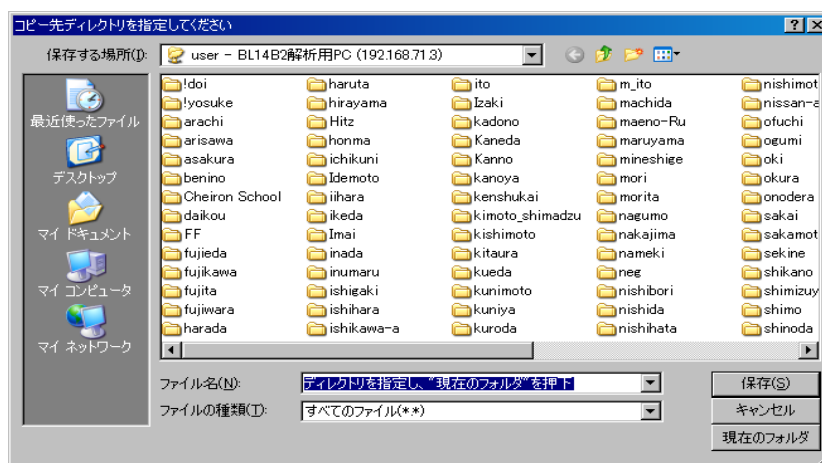 コピー先ディレクトリを指定してください
保存する場所(I):
user - BL14B2解析用PC (192.168.71.3)
最近使ったファイル
デスクトップ
マイ ドキュメント
マイ コンピュータ
マイ ネットワーク
!doi
!yosuke
arachi
arisawa
asakura
benino
Cheiron School
daikou
FF
fujieda
fujikawa
fujita
fujiwara
harada
haruta
hirayama
Hitz
honma
ichikuni
Idemoto
iihara
ikeda
Imai
inada
inumaru
ishigaki
ishihara
ishikawa-a
ito
Izaki
kadono
Kaneda
Kanno
kanoya
kenshukai
kimoto_shimadzu
kishimoto
kitaura
kueda
kunimoto
kuniya
kuroda
m_ito
machida
maeno-Ru
maruyama
mineshige
mori
morita
nagumo
nakajima
nameki
neg
nishibori
nishida
nishihata
nishimot
nissan-a
ofuchi
ogumi
oki
okura
onodera
sakai
sakamot
sekine
shikano
shimizuy
shimo
shinoda
ファイル名(N):
ディレクトリを指定し、"現在のフォルダ"を押下
保存(S)
ファイルの種類(T):
すべてのファイル(*.*)
キャンセル
現在のフォルダ